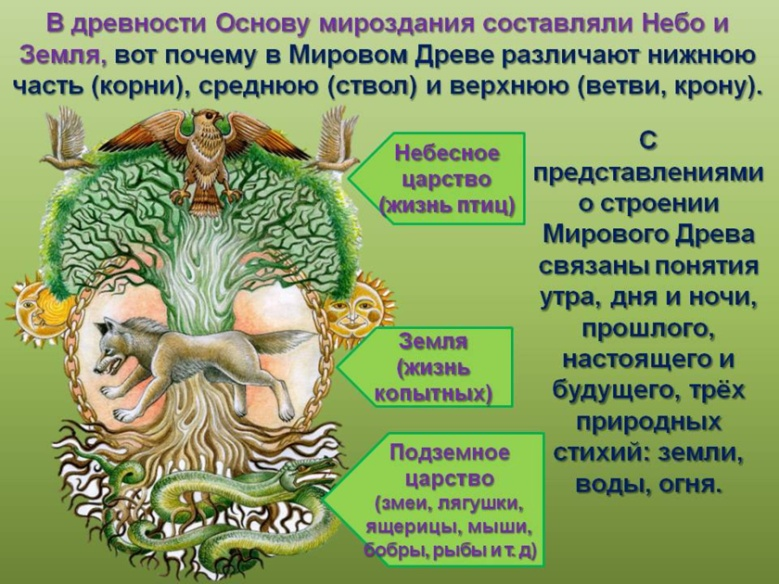 В древности Основу мироздания составляли Небо и
Земля, вот почему в Мировом Древе различают нижнюю
часть (корни), среднюю (ствол) и верхнюю (ветви, крону).
Небесное
царство
(жизнь птиц)
Земля
(жизнь
копытных)
Подземное
царство
(змеи, лягушки,
ящерицы, мыши,
бобры, рыбы и т. д)
С
представлениями
о строении
Мирового Древа
связаны понятия
утра, дня и ночи,
прошлого,
настоящего и
будущего, трёх
природных
стихий: земли,
воды, огня.